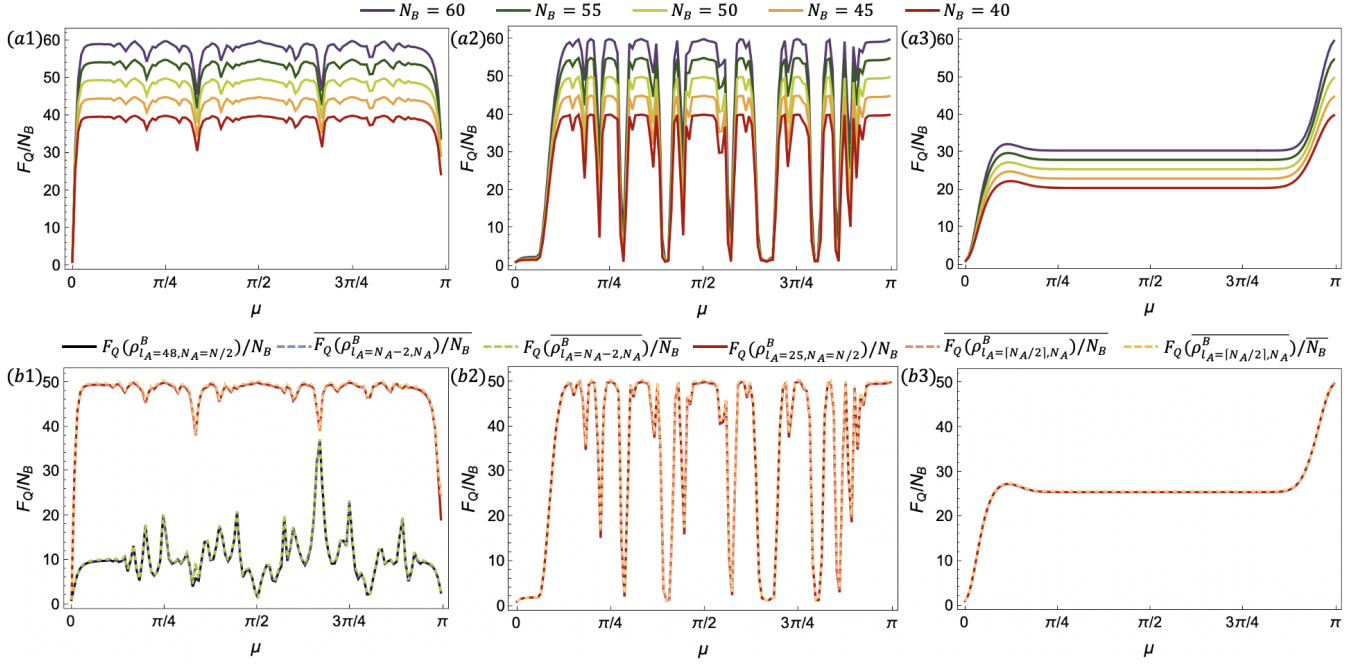 N_B = 60 N_B = 55 N_B = 50 N_B = 45 N_B = 40
(a1) (a2) (a3)
60 60 60
50 50 50
40 40 40
30 30 30
20 20 20
10 10 10
0 0 0
F_Q/N_B F_Q/N_B F_Q/N_B
0 π/4 π/2 3π/4 π 0 π/4 π/2 3π/4 π 0 π/4 π/2 3π/4 π
μ μ μ
F_Q(ρ^B_{l_A=48,N_A=N/2})/N_B \overline{F_Q(ρ^B_{l_A=N_A−2,N_A})/N_B} F_Q(\overline{ρ^B_{l_A=N_A−2,N_A}})/\overline{N_B} F_Q(ρ^B_{l_A=25,N_A=N/2})/N_B \overline{F_Q(ρ^B_{l_A=⌈N_A/2⌉,N_A})/N_B} F_Q(\overline{ρ^B_{l_A=⌈N_A/2⌉,N_A}})/\overline{N_B}
(b1) (b2) (b3)
50 50 50
40 40 40
30 30 30
20 20 20
10 10 10
0 0 0
F_Q/N_B F_Q/N_B F_Q/N_B
0 π/4 π/2 3π/4 π 0 π/4 π/2 3π/4 π 0 π/4 π/2 3π/4 π
μ μ μ